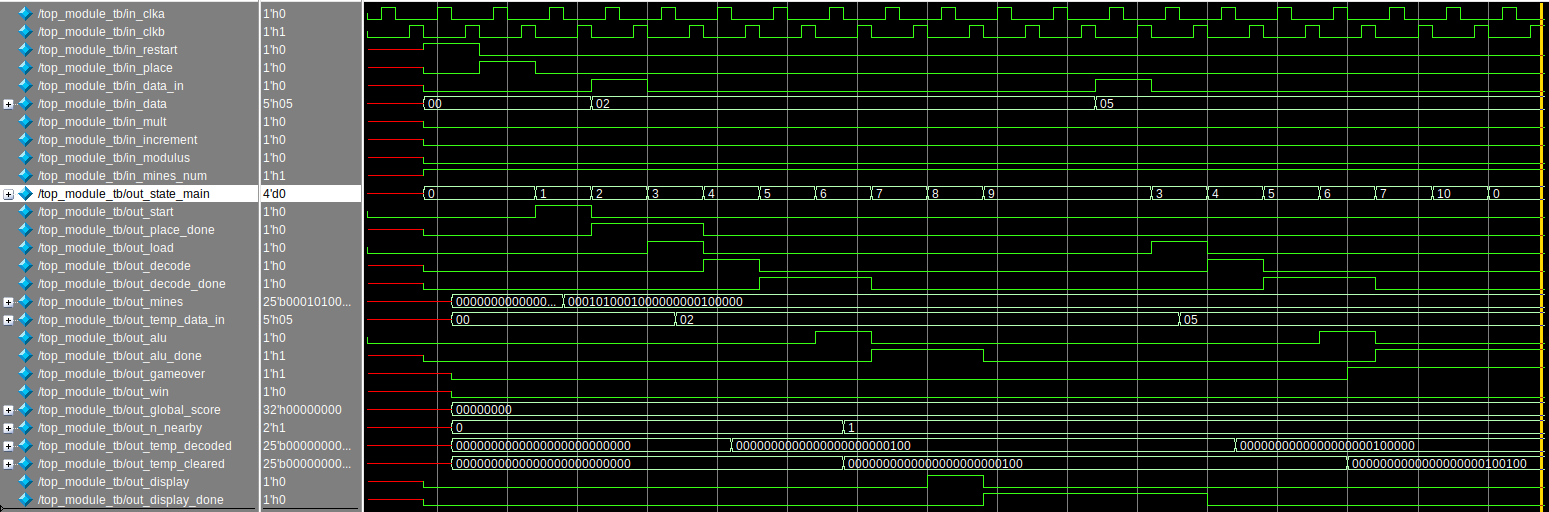 /top_module_tb/in_clka 1'h0
/top_module_tb/in_clkb 1'h1
/top_module_tb/in_restart 1'h0
/top_module_tb/in_place 1'h0
/top_module_tb/in_data_in 1'h0
/top_module_tb/in_data 5'h05 00 02 05
/top_module_tb/in_mult 1'h0
/top_module_tb/in_increment 1'h0
/top_module_tb/in_modulus 1'h0
/top_module_tb/in_mines_num 1'h1
/top_module_tb/out_state_main 4'd0 0 1 2 3 4 5 6 7 8 9 3 4 5 6 7 10 0
/top_module_tb/out_start 1'h0
/top_module_tb/out_place_done 1'h0
/top_module_tb/out_load 1'h0
/top_module_tb/out_decode 1'h0
/top_module_tb/out_decode_done 1'h0
/top_module_tb/out_mines 25'b00010100... 0000000000000... 0001010001000000000100000
/top_module_tb/out_temp_data_in 5'h05 00 02 05
/top_module_tb/out_alu 1'h0
/top_module_tb/out_alu_done 1'h1
/top_module_tb/out_gameover 1'h1
/top_module_tb/out_win 1'h0
/top_module_tb/out_global_score 32'h00000000 00000000
/top_module_tb/out_n_nearby 2'h1 0 1
/top_module_tb/out_temp_decoded 25'b00000000... 0000000000000000000000000 0000000000000000000000100 0000000000000000000100000
/top_module_tb/out_temp_cleared 25'b00000000... 0000000000000000000000000 0000000000000000000000100 0000000000000000000100100
/top_module_tb/out_display 1'h0
/top_module_tb/out_display_done 1'h0